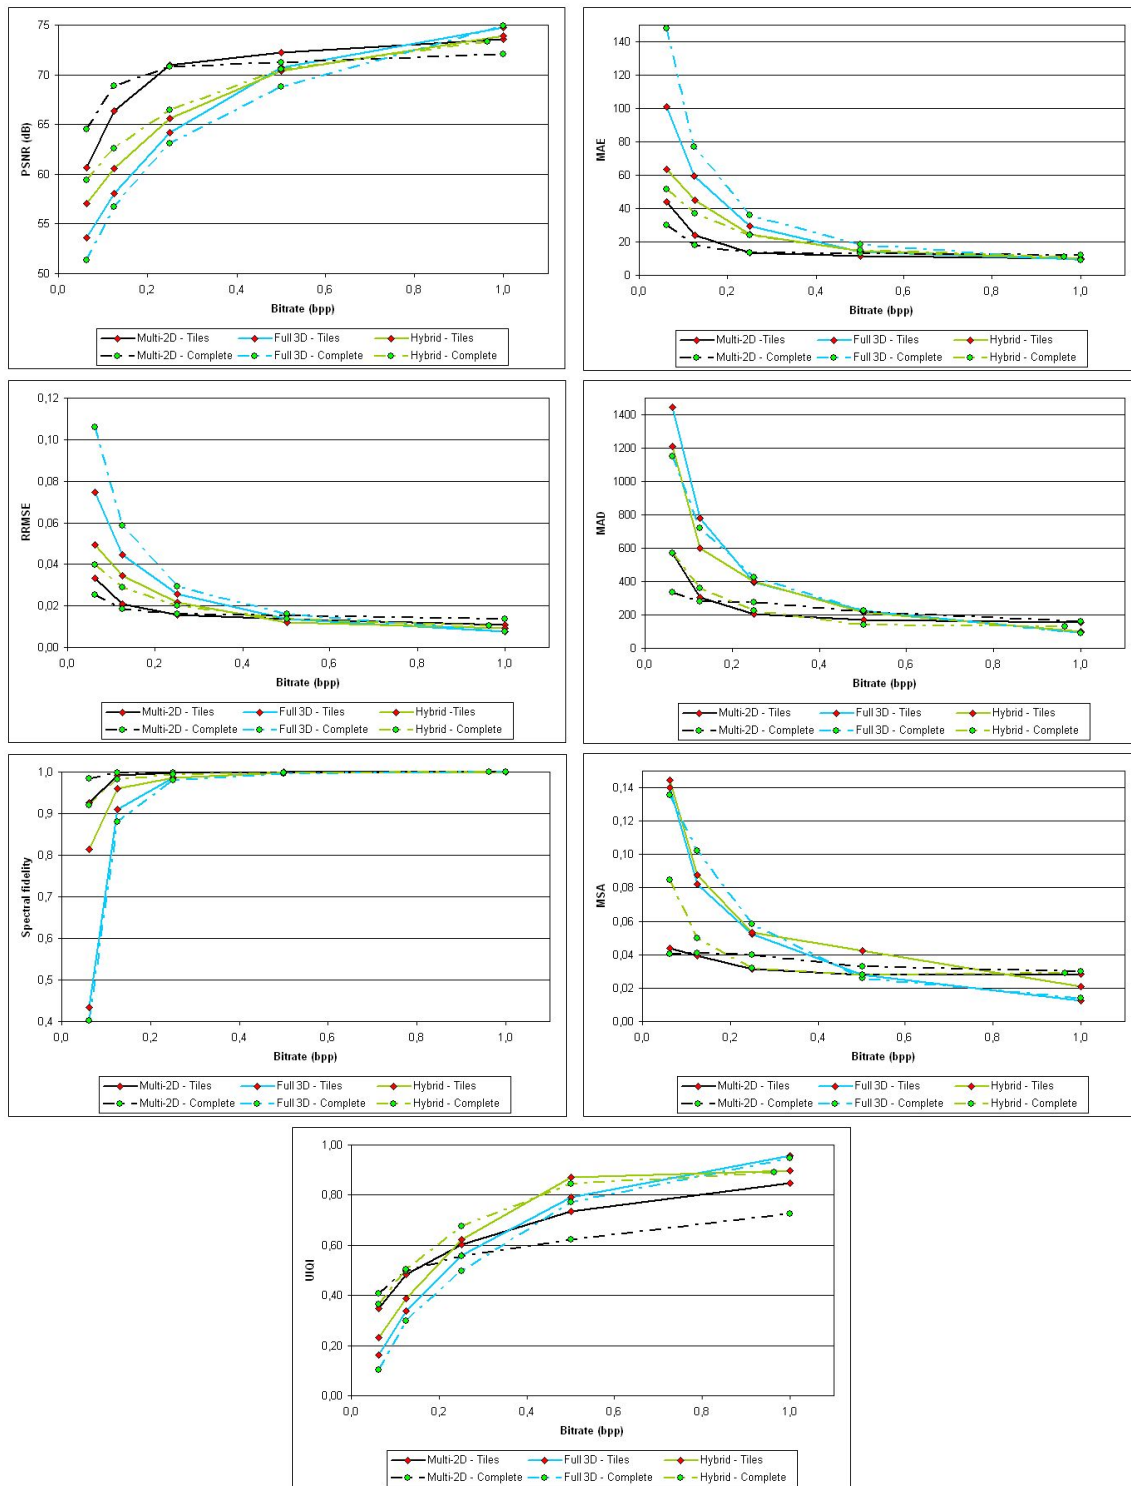 75
70
65
60
55
50
PSNR (dB)
0,0 0,2 0,4 0,6 0,8 1,0
Bitrate (bpp)
Multi-2D - Tiles Full 3D - Tiles Hybrid - Tiles
Multi-2D - Complete Full 3D - Complete Hybrid - Complete
140
120
100
80
60
40
20
0
MAE
0,0 0,2 0,4 0,6 0,8 1,0
Bitrate (bpp)
Multi-2D -Tiles Full 3D - Tiles Hybrid - Tiles
Multi-2D - Complete Full 3D - Complete Hybrid - Complete
0,12
0,10
0,08
0,06
0,04
0,02
0,00
RRMSE
0,0 0,2 0,4 0,6 0,8 1,0
Bitrate (bpp)
Multi-2D - Tiles Full 3D - Tiles Hybrid -Tiles
Multi-2D - Complete Full 3D - Complete Hybrid - Complete
1400
1200
1000
800
600
400
200
0
MAD
0,0 0,2 0,4 0,6 0,8 1,0
Bitrate (bpp)
Multi-2D - Tiles Full 3D - Tiles Hybrid - Tiles
Multi-2D - Complete Full 3D - Complete Hybrid - Complete
1,0
0,9
0,8
0,7
0,6
0,5
0,4
Spectral fidelity
0,0 0,2 0,4 0,6 0,8 1,0
Bitrate (bpp)
Multi-2D - Tiles Full 3D - Tiles Hybrid - Tiles
Multi-2D - Complete Full 3D - Complete Hybrid - Complete
0,14
0,12
0,10
0,08
0,06
0,04
0,02
0,00
MSA
0,0 0,2 0,4 0,6 0,8 1,0
Bitrate (bpp)
Multi-2D - Tiles Full 3D - Tiles Hybrid - Tiles
Multi-2D - Complete Full 3D - Complete Hybrid - Complete
1,00
0,80
0,60
0,40
0,20
0,00
UIQI
0,0 0,2 0,4 0,6 0,8 1,0
Bitrate (bpp)
Multi-2D - Tiles Full 3D - Tiles Hybrid - Tiles
Multi-2D - Complete Full 3D - Complete Hybrid - Complete